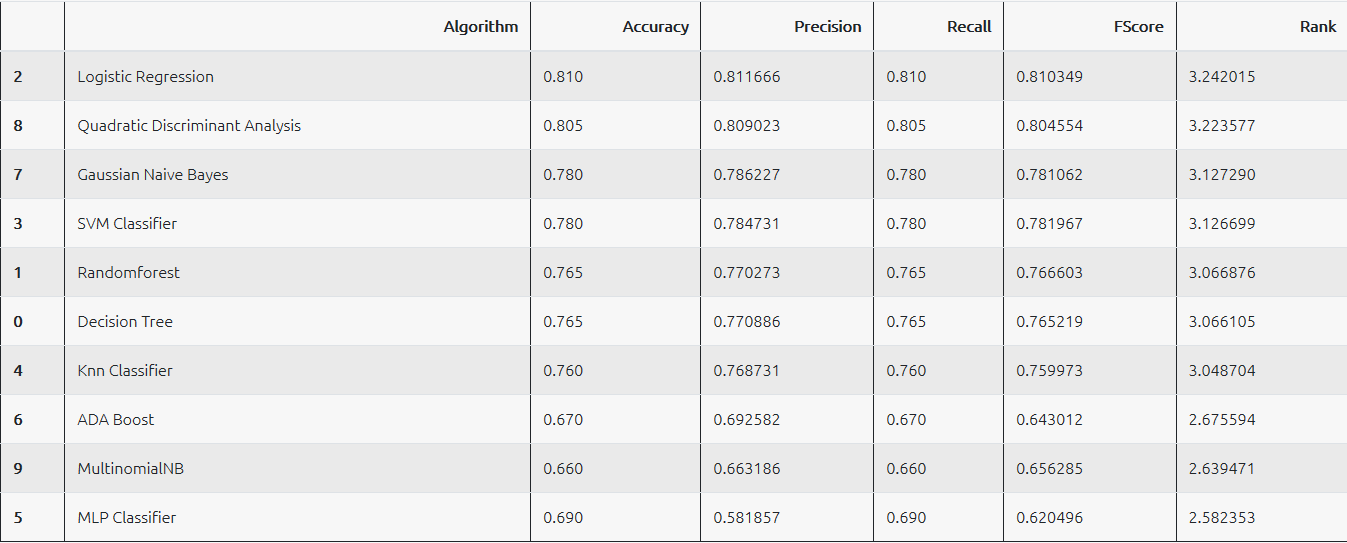 Algorithm Accuracy Precision Recall FScore Rank
2 Logistic Regression 0.810 0.811666 0.810 0.810349 3.242015
8 Quadratic Discriminant Analysis 0.805 0.809023 0.805 0.804554 3.223577
7 Gaussian Naive Bayes 0.780 0.786227 0.780 0.781062 3.127290
3 SVM Classifier 0.780 0.784731 0.780 0.781967 3.126699
1 Randomforest 0.765 0.770273 0.765 0.766603 3.066876
0 Decision Tree 0.765 0.770886 0.765 0.765219 3.066105
4 Knn Classifier 0.760 0.768731 0.760 0.759973 3.048704
6 ADA Boost 0.670 0.692582 0.670 0.643012 2.675594
9 MultinomialNB 0.660 0.663186 0.660 0.656285 2.639471
5 MLP Classifier 0.690 0.581857 0.690 0.620496 2.582353